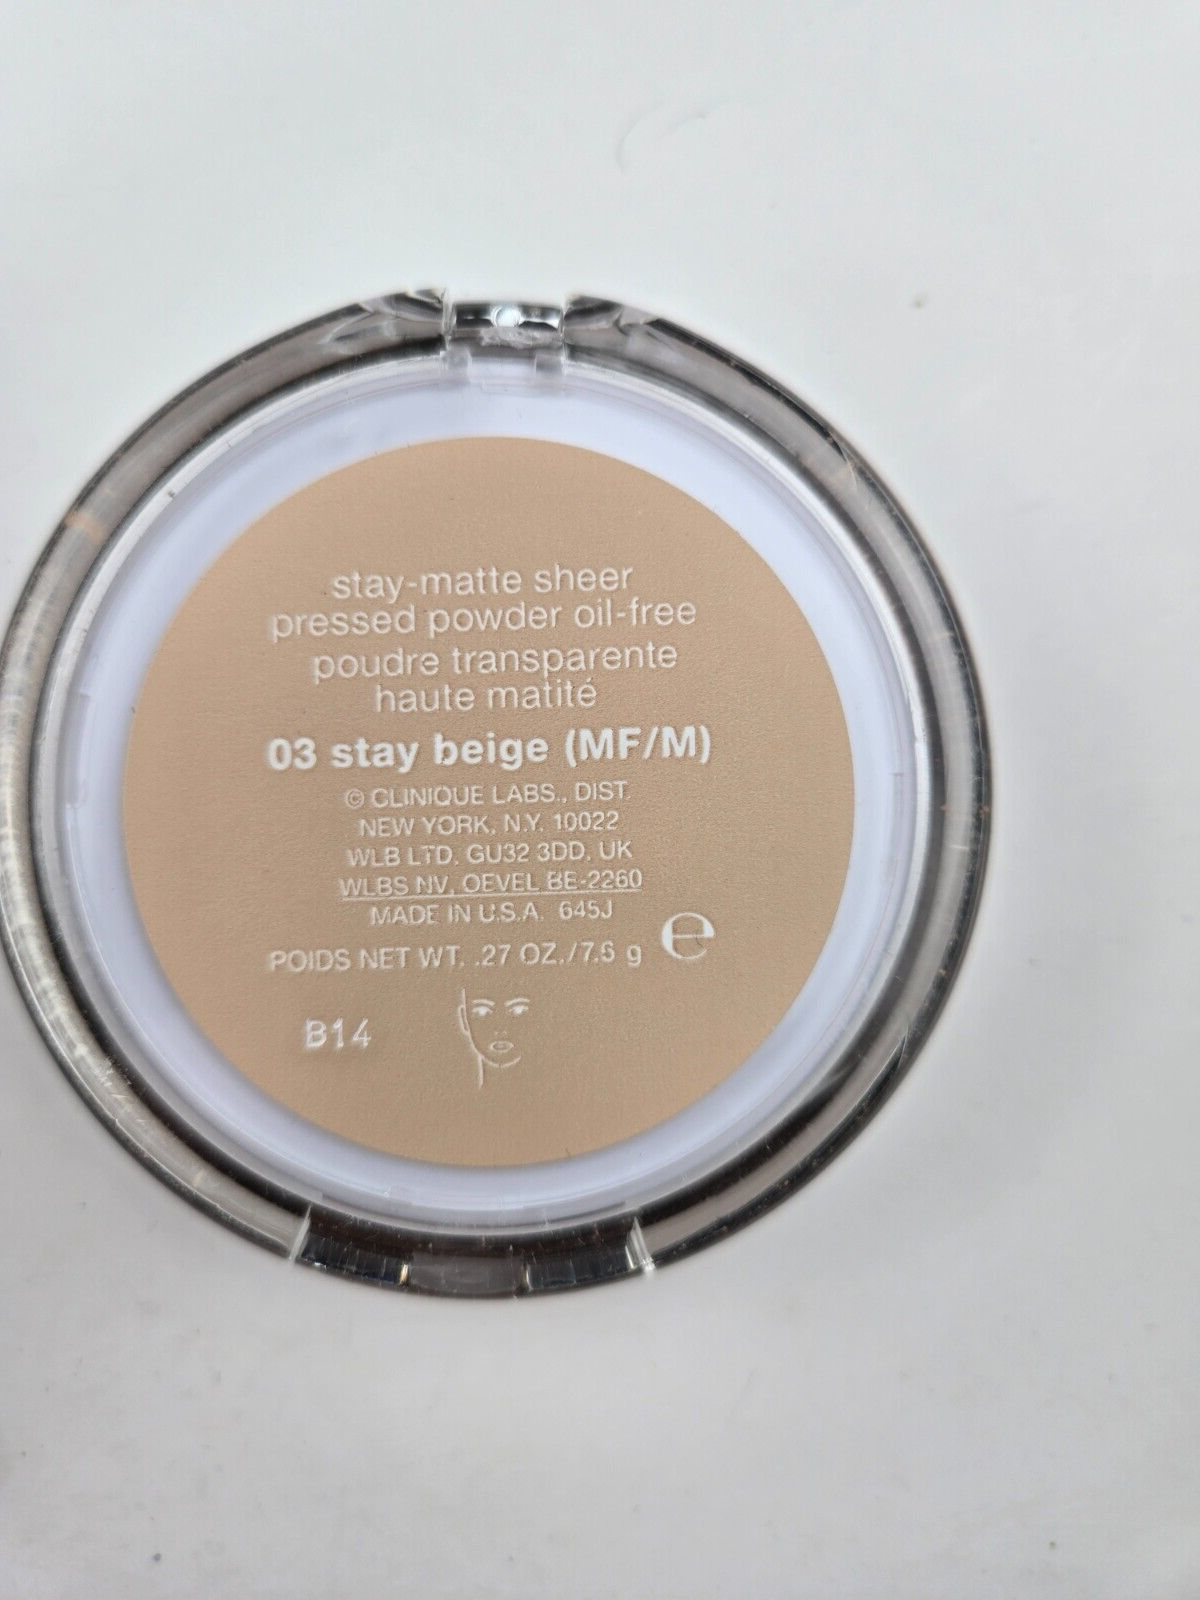 stay-matte sheer
pressed powder oil-free
poudre transparente
haute matité
03 stay beige (MF/M)
© CLINIQUE LABS., DIST.
NEW YORK, N.Y. 10022
WLB LTD, GU32 3DD, UK
WLBS NV, OEVEL BE-2260
MADE IN U.S.A. 645J
POIDS NET WT. .27 OZ./7.6 g ℮
B14